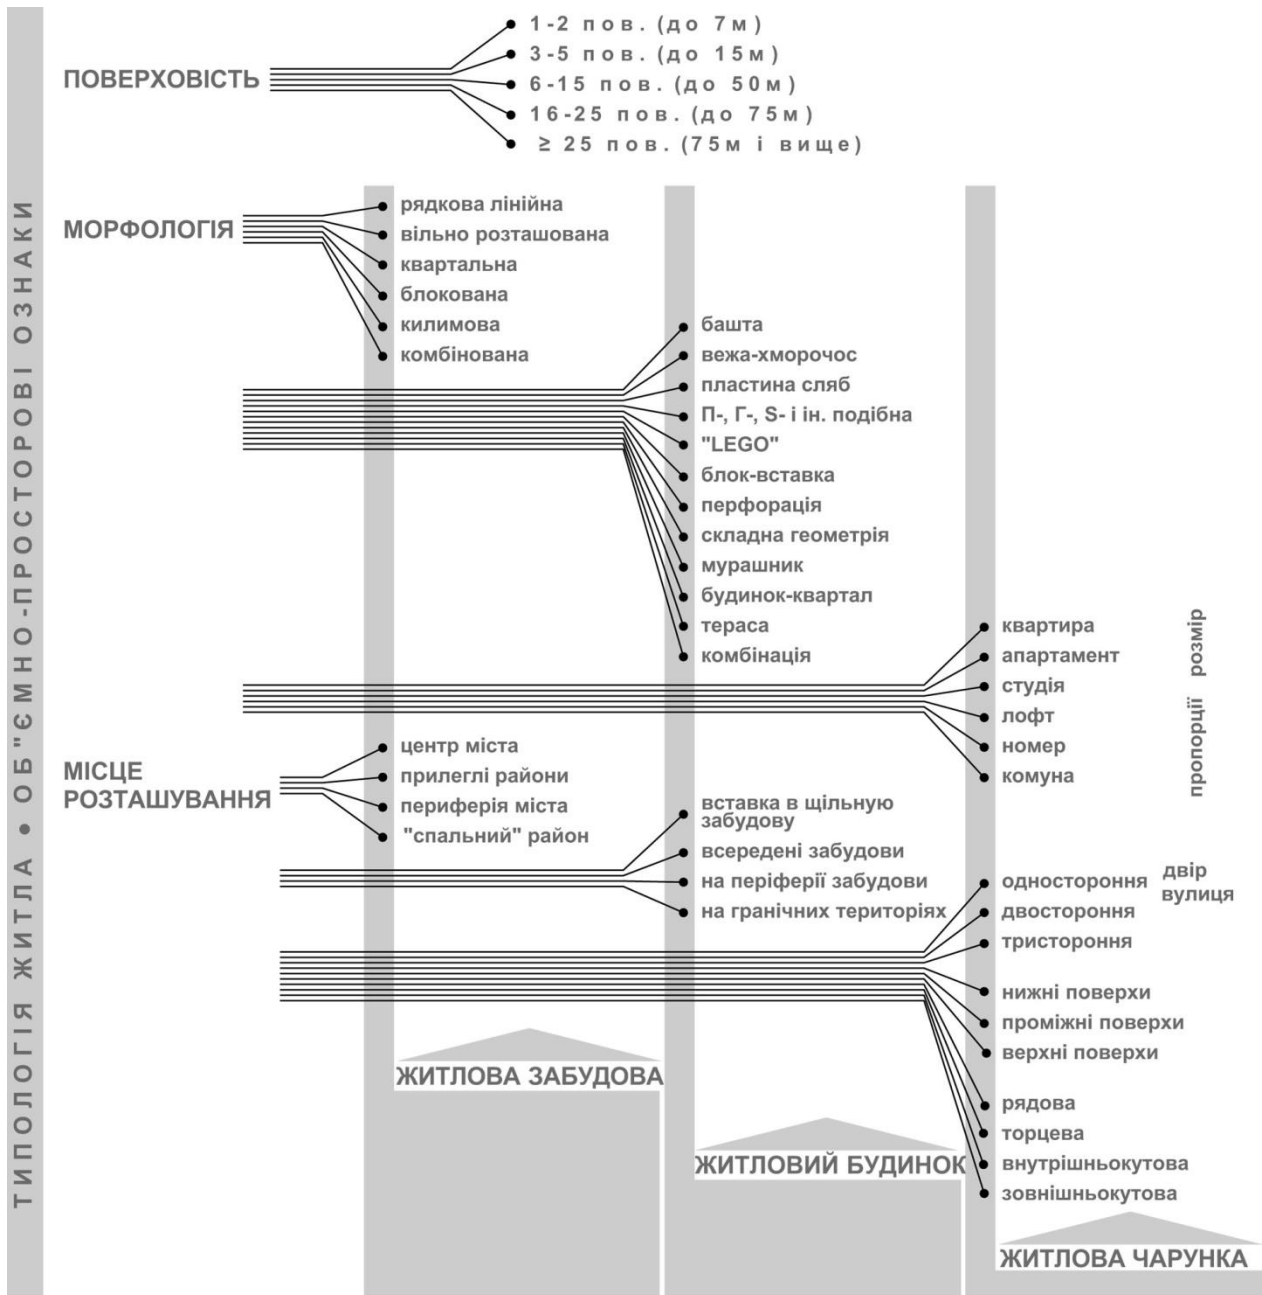 ТИПОЛОГІЯ ЖИТЛА ● ОБ"ЄМНО-ПРОСТОРОВІ ОЗНАКИ
ПОВЕРХОВІСТЬ
1-2 пов. (до 7м)
3-5 пов. (до 15м)
6-15 пов. (до 50м)
16-25 пов. (до 75м)
≥ 25 пов. (75м і вище)
МОРФОЛОГІЯ
рядкова лінійна
вільно розташована
квартальна
блокована
килимова
комбінована
башта
вежа-хморочос
пластина сляб
П-, Г-, S- і ін. подібна
"LEGO"
блок-вставка
перфорація
складна геометрія
мурашник
будинок-квартал
тераса
комбінація
квартира
апартамент
студія
лофт
номер
комуна
розмір
пропорції
МІСЦЕ
РОЗТАШУВАННЯ
центр міста
прилеглі райони
периферія міста
"спальний" район
вставка в щільну
забудову
всередені забудови
на періферії забудови
на гранічних територіях
одностороння
двостороння
тристороння
двір
вулиця
нижні поверхи
проміжні поверхи
верхні поверхи
рядова
торцева
внутрішньокутова
зовнішньокутова
ЖИТЛОВА ЗАБУДОВА
ЖИТЛОВИЙ БУДИНОК
ЖИТЛОВА ЧАРУНКА